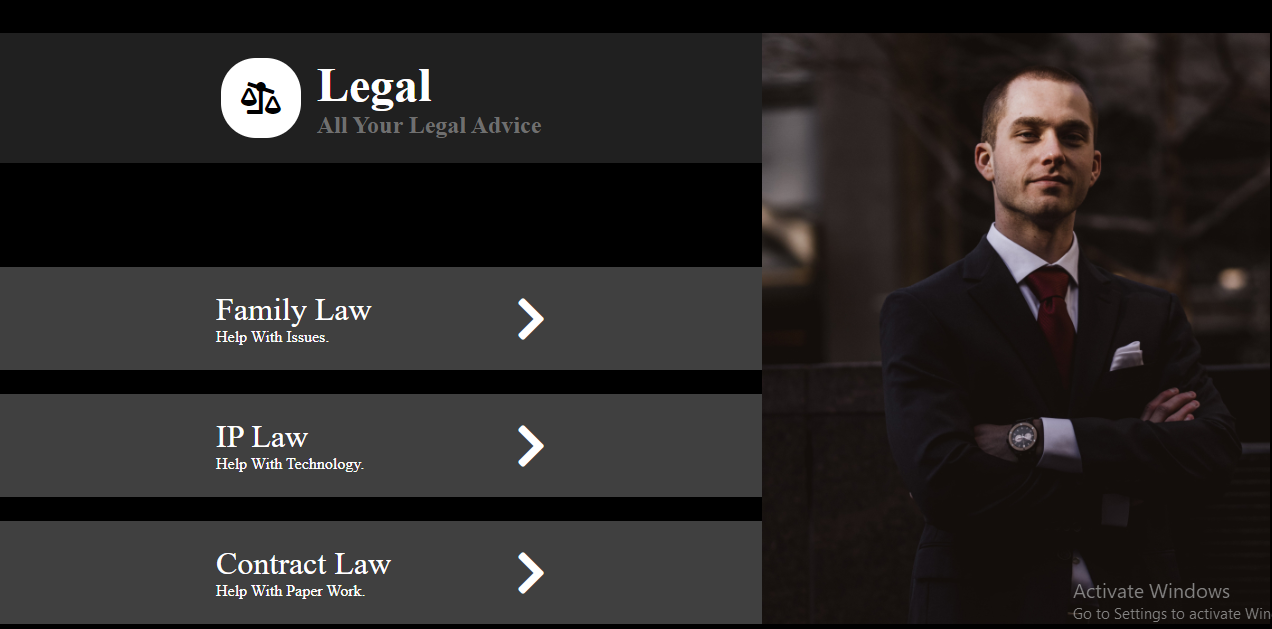 Legal
All Your Legal Advice
Family Law
Help With Issues.
IP Law
Help With Technology.
Contract Law
Help With Paper Work.
Activate Windows
Go to Settings to activate Win